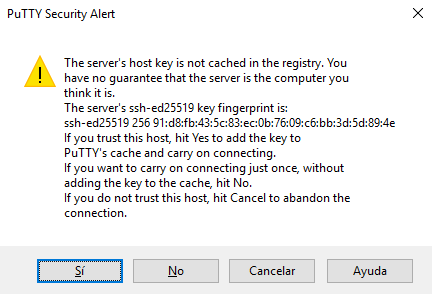 PuTTY Security Alert
The server's host key is not cached in the registry. You
have no guarantee that the server is the computer you
think it is.
The server's ssh-ed25519 key fingerprint is:
ssh-ed25519 256 91:d8:fb:43:5c:83:ec:0b:76:09:c6:bb:3d:5d:89:4e
If you trust this host, hit Yes to add the key to
PuTTY's cache and carry on connecting.
If you want to carry on connecting just once, without
adding the key to the cache, hit No.
If you do not trust this host, hit Cancel to abandon the
connection.
Sí No Cancelar Ayuda